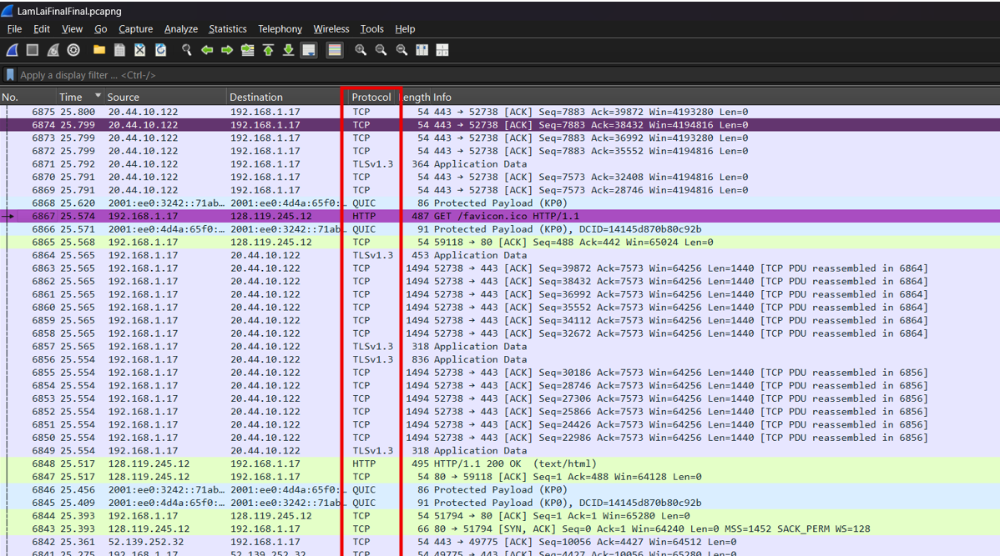 LamLaiFinalFinal.pcapng
File Edit View Go Capture Analyze Statistics Telephony Wireless Tools Help
Apply a display filter ... <Ctrl-/>
No. Time Source Destination Protocol Length Info
6875 25.800 20.44.10.122 192.168.1.17 TCP 54 443 → 52738 [ACK] Seq=7883 Ack=39872 Win=4193280 Len=0
6874 25.799 20.44.10.122 192.168.1.17 TCP 54 443 → 52738 [ACK] Seq=7883 Ack=38432 Win=4194816 Len=0
6873 25.799 20.44.10.122 192.168.1.17 TCP 54 443 → 52738 [ACK] Seq=7883 Ack=36992 Win=4193280 Len=0
6872 25.799 20.44.10.122 192.168.1.17 TCP 54 443 → 52738 [ACK] Seq=7883 Ack=35552 Win=4194816 Len=0
6871 25.792 20.44.10.122 192.168.1.17 TLSv1.3 364 Application Data
6870 25.791 20.44.10.122 192.168.1.17 TCP 54 443 → 52738 [ACK] Seq=7573 Ack=32408 Win=4194816 Len=0
6869 25.791 20.44.10.122 192.168.1.17 TCP 54 443 → 52738 [ACK] Seq=7573 Ack=28746 Win=4194816 Len=0
6868 25.620 2001:ee0:3242::71ab… 2001:ee0:4d4a:65f0:… QUIC 86 Protected Payload (KP0)
6867 25.574 192.168.1.17 128.119.245.12 HTTP 487 GET /favicon.ico HTTP/1.1
6866 25.571 2001:ee0:4d4a:65f0:… 2001:ee0:3242::71ab… QUIC 91 Protected Payload (KP0), DCID=14145d870b80c92b
6865 25.568 192.168.1.17 128.119.245.12 TCP 54 59118 → 80 [ACK] Seq=488 Ack=442 Win=65024 Len=0
6864 25.565 192.168.1.17 20.44.10.122 TLSv1.3 453 Application Data
6863 25.565 192.168.1.17 20.44.10.122 TCP 1494 52738 → 443 [ACK] Seq=39872 Ack=7573 Win=64256 Len=1440 [TCP PDU reassembled in 6864]
6862 25.565 192.168.1.17 20.44.10.122 TCP 1494 52738 → 443 [ACK] Seq=38432 Ack=7573 Win=64256 Len=1440 [TCP PDU reassembled in 6864]
6861 25.565 192.168.1.17 20.44.10.122 TCP 1494 52738 → 443 [ACK] Seq=36992 Ack=7573 Win=64256 Len=1440 [TCP PDU reassembled in 6864]
6860 25.565 192.168.1.17 20.44.10.122 TCP 1494 52738 → 443 [ACK] Seq=35552 Ack=7573 Win=64256 Len=1440 [TCP PDU reassembled in 6864]
6859 25.565 192.168.1.17 20.44.10.122 TCP 1494 52738 → 443 [ACK] Seq=34112 Ack=7573 Win=64256 Len=1440 [TCP PDU reassembled in 6864]
6858 25.565 192.168.1.17 20.44.10.122 TCP 1494 52738 → 443 [ACK] Seq=32672 Ack=7573 Win=64256 Len=1440 [TCP PDU reassembled in 6864]
6857 25.565 192.168.1.17 20.44.10.122 TLSv1.3 318 Application Data
6856 25.554 192.168.1.17 20.44.10.122 TLSv1.3 836 Application Data
6855 25.554 192.168.1.17 20.44.10.122 TCP 1494 52738 → 443 [ACK] Seq=30186 Ack=7573 Win=64256 Len=1440 [TCP PDU reassembled in 6856]
6854 25.554 192.168.1.17 20.44.10.122 TCP 1494 52738 → 443 [ACK] Seq=28746 Ack=7573 Win=64256 Len=1440 [TCP PDU reassembled in 6856]
6853 25.554 192.168.1.17 20.44.10.122 TCP 1494 52738 → 443 [ACK] Seq=27306 Ack=7573 Win=64256 Len=1440 [TCP PDU reassembled in 6856]
6852 25.554 192.168.1.17 20.44.10.122 TCP 1494 52738 → 443 [ACK] Seq=25866 Ack=7573 Win=64256 Len=1440 [TCP PDU reassembled in 6856]
6851 25.554 192.168.1.17 20.44.10.122 TCP 1494 52738 → 443 [ACK] Seq=24426 Ack=7573 Win=64256 Len=1440 [TCP PDU reassembled in 6856]
6850 25.554 192.168.1.17 20.44.10.122 TCP 1494 52738 → 443 [ACK] Seq=22986 Ack=7573 Win=64256 Len=1440 [TCP PDU reassembled in 6856]
6849 25.554 192.168.1.17 20.44.10.122 TLSv1.3 318 Application Data
6848 25.517 128.119.245.12 192.168.1.17 HTTP 495 HTTP/1.1 200 OK (text/html)
6847 25.517 128.119.245.12 192.168.1.17 TCP 54 80 → 59118 [ACK] Seq=1 Ack=488 Win=64128 Len=0
6846 25.456 2001:ee0:3242::71ab… 2001:ee0:4d4a:65f0:… QUIC 86 Protected Payload (KP0)
6845 25.409 2001:ee0:4d4a:65f0:… 2001:ee0:3242::71ab… QUIC 91 Protected Payload (KP0), DCID=14145d870b80c92b
6844 25.393 192.168.1.17 128.119.245.12 TCP 54 51794 → 80 [ACK] Seq=1 Ack=1 Win=65280 Len=0
6843 25.393 128.119.245.12 192.168.1.17 TCP 66 80 → 51794 [SYN, ACK] Seq=0 Ack=1 Win=64240 Len=0 MSS=1452 SACK_PERM WS=128
6842 25.361 52.139.252.32 192.168.1.17 TCP 54 443 → 49775 [ACK] Seq=10056 Ack=4427 Win=64512 Len=0
6841 25.275 192.168.1.17 52.139.252.32 TCP 54 49775 → 443 [ACK] Seq=4427 Ack=10056 Win=65280 Len=0